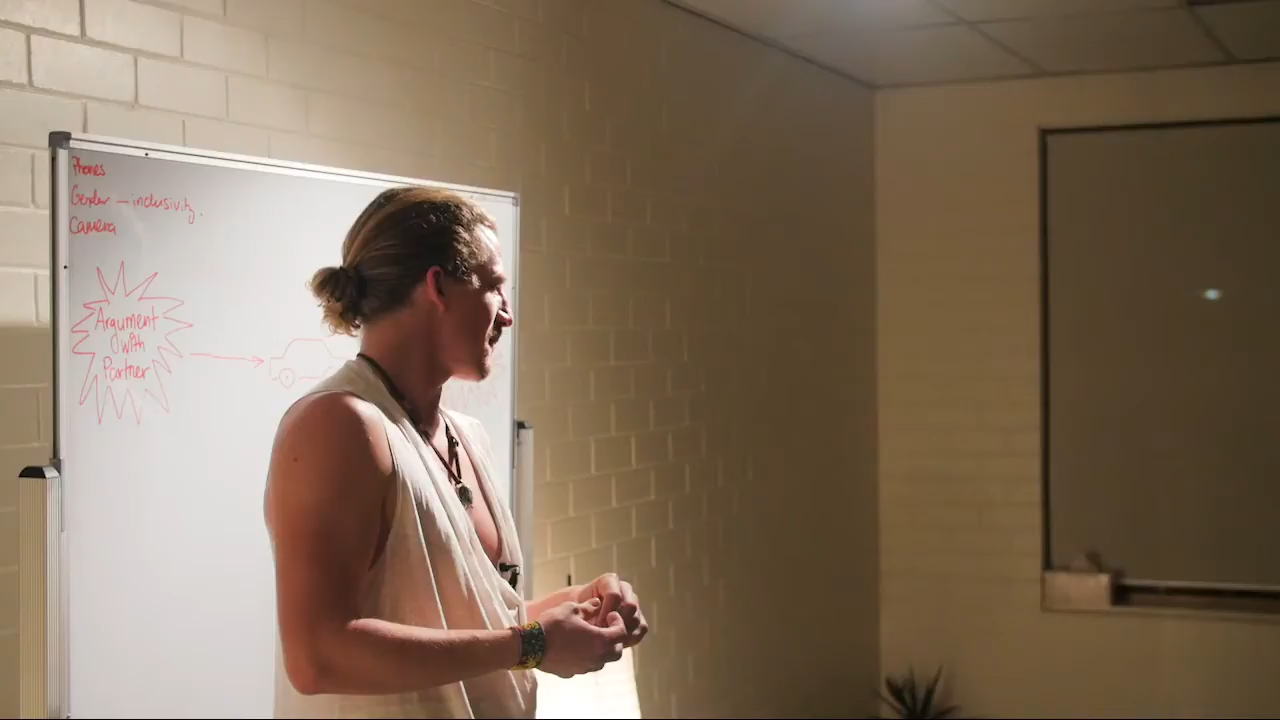 Phones
Gender – inclusivity.
Camera
Argument
with
Partner